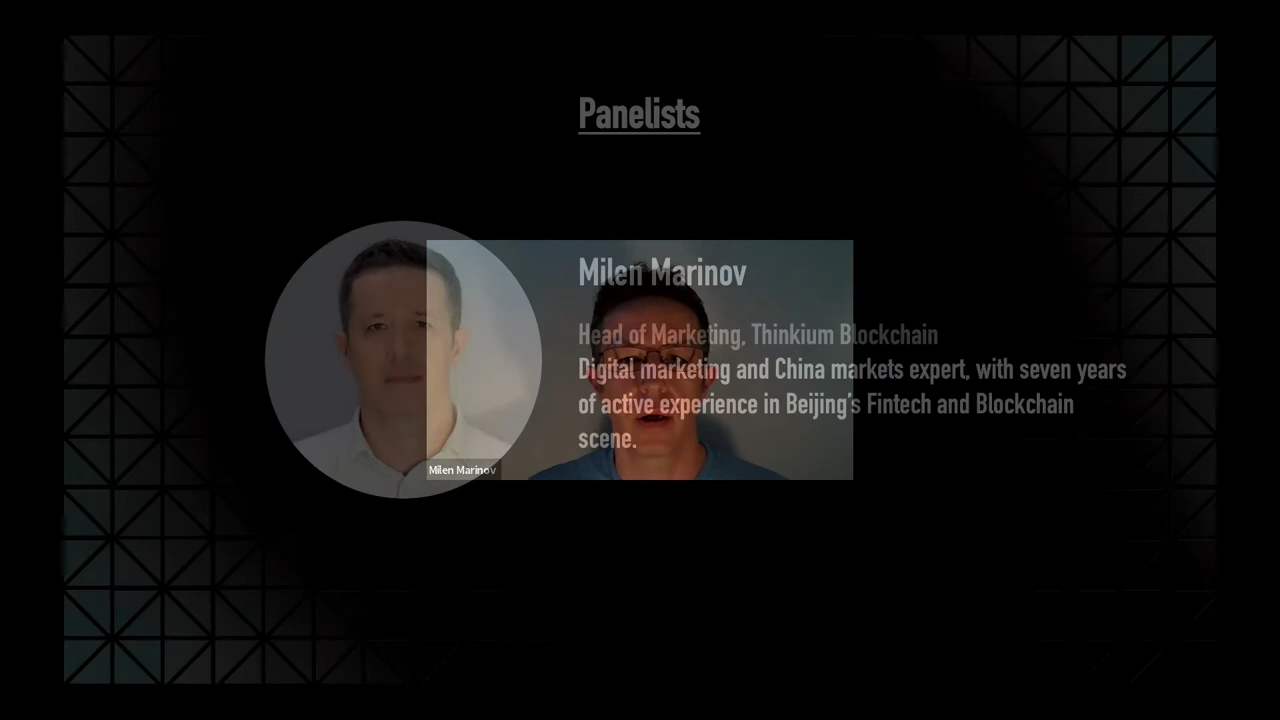 Panelists
Milen Marinov
Head of Marketing, Thinkium Blockchain
Digital marketing and China markets expert, with seven years
of active experience in Beijing's Fintech and Blockchain
scene.
Milen Marinov